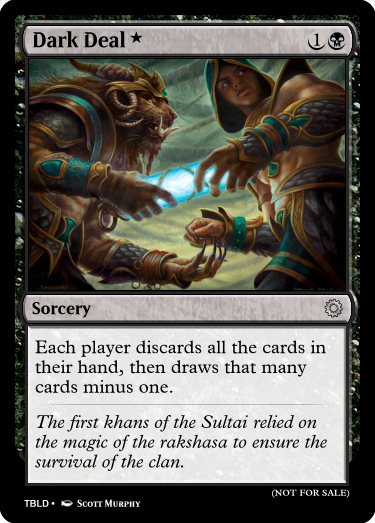 Dark Deal ★
1
Sorcery
Each player discards all the cards in
their hand, then draws that many
cards minus one.
The first khans of the Sultai relied on
the magic of the rakshasa to ensure the
survival of the clan.
(NOT FOR SALE)
TBLD • Scott Murphy